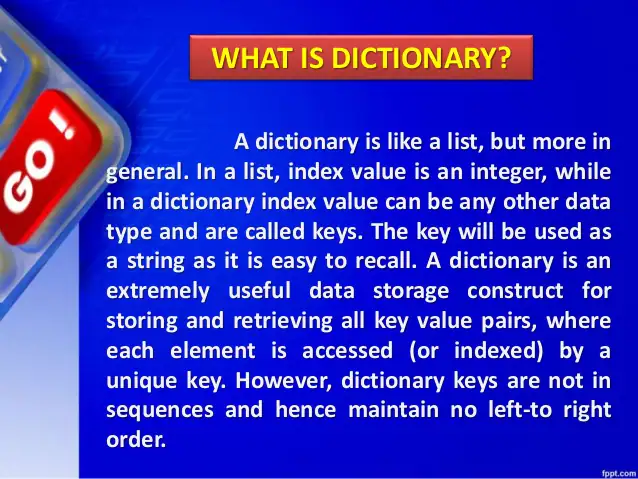 WHAT IS DICTIONARY?
GO!
A dictionary is like a list, but more in
general. In a list, index value is an integer, while
in a dictionary index value can be any other data
type and are called keys. The key will be used as
a string as it is easy to recall. A dictionary is an
extremely useful data storage construct for
storing and retrieving all key value pairs, where
each element is accessed (or indexed) by a
unique key. However, dictionary keys are not in
sequences and hence maintain no left-to right
order.
fppt.com